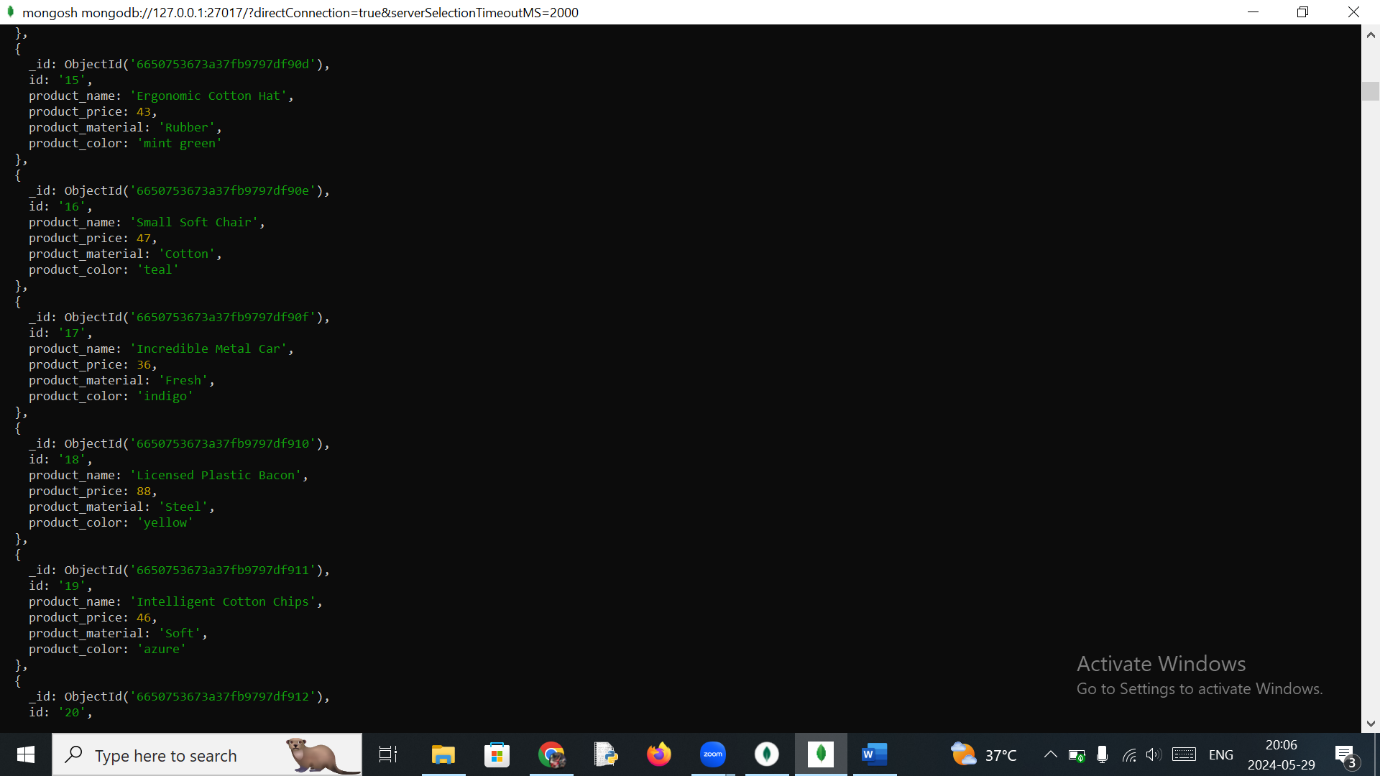 mongosh mongodb://127.0.0.1:27017/?directConnection=true&serverSelectionTimeoutMS=2000
},
{
_id: ObjectId('6650753673a37fb9797df90d'),
id: '15',
product_name: 'Ergonomic Cotton Hat',
product_price: 43,
product_material: 'Rubber',
product_color: 'mint green'
},
{
_id: ObjectId('6650753673a37fb9797df90e'),
id: '16',
product_name: 'Small Soft Chair',
product_price: 47,
product_material: 'Cotton',
product_color: 'teal'
},
{
_id: ObjectId('6650753673a37fb9797df90f'),
id: '17',
product_name: 'Incredible Metal Car',
product_price: 36,
product_material: 'Fresh',
product_color: 'indigo'
},
{
_id: ObjectId('6650753673a37fb9797df910'),
id: '18',
product_name: 'Licensed Plastic Bacon',
product_price: 88,
product_material: 'Steel',
product_color: 'yellow'
},
{
_id: ObjectId('6650753673a37fb9797df911'),
id: '19',
product_name: 'Intelligent Cotton Chips',
product_price: 46,
product_material: 'Soft',
product_color: 'azure'
},
{
_id: ObjectId('6650753673a37fb9797df912'),
id: '20',
Activate Windows
Go to Settings to activate Windows.
Type here to search
zoom
W
37°C
ENG
20:06
2024-05-29
3